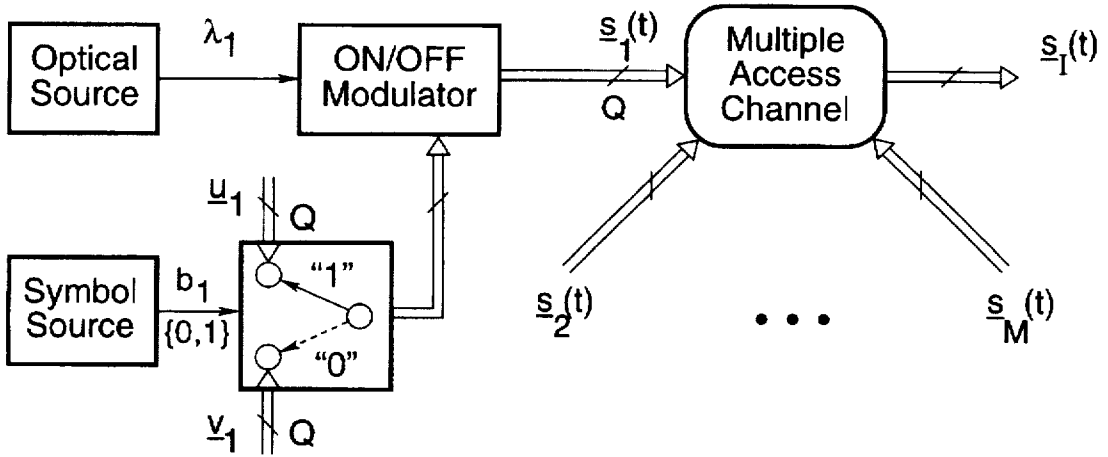 Optical
Source
λ1
ON/OFF
Modulator
s1(t)
Q
Multiple
Access
Channel
sI(t)
u1
Q
Symbol
Source
b1
{0,1}
“1”
“0”
v1
Q
s2(t)
• • •
sM(t)